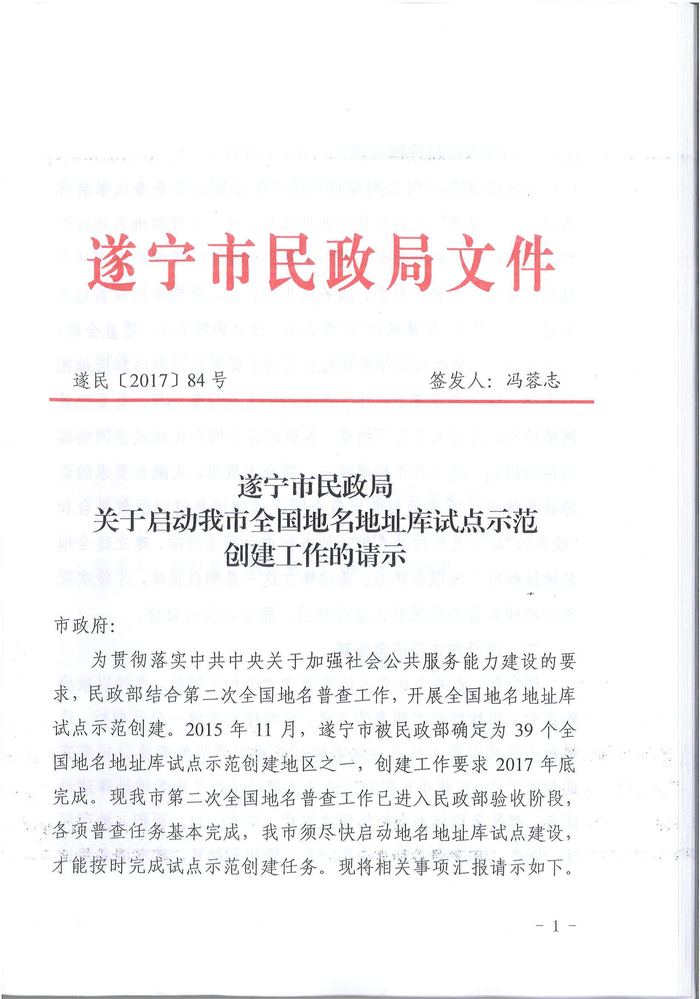 遂宁市民政局文件
遂民〔2017〕84 号 签发人：冯蓉志
遂宁市民政局
关于启动我市全国地名地址库试点示范
创建工作的请示
市政府：
为贯彻落实中共中央关于加强社会公共服务能力建设的要
求，民政部结合第二次全国地名普查工作，开展全国地名地址库
试点示范创建。2015 年 11 月，遂宁市被民政部确定为 39 个全
国地名地址库试点示范创建地区之一，创建工作要求 2017 年底
完成。现我市第二次全国地名普查工作已进入民政部验收阶段，
各项普查任务基本完成，我市须尽快启动地名地址库试点建设，
才能按时完成试点示范创建任务。现将相关事项汇报请示如下。
- 1 -